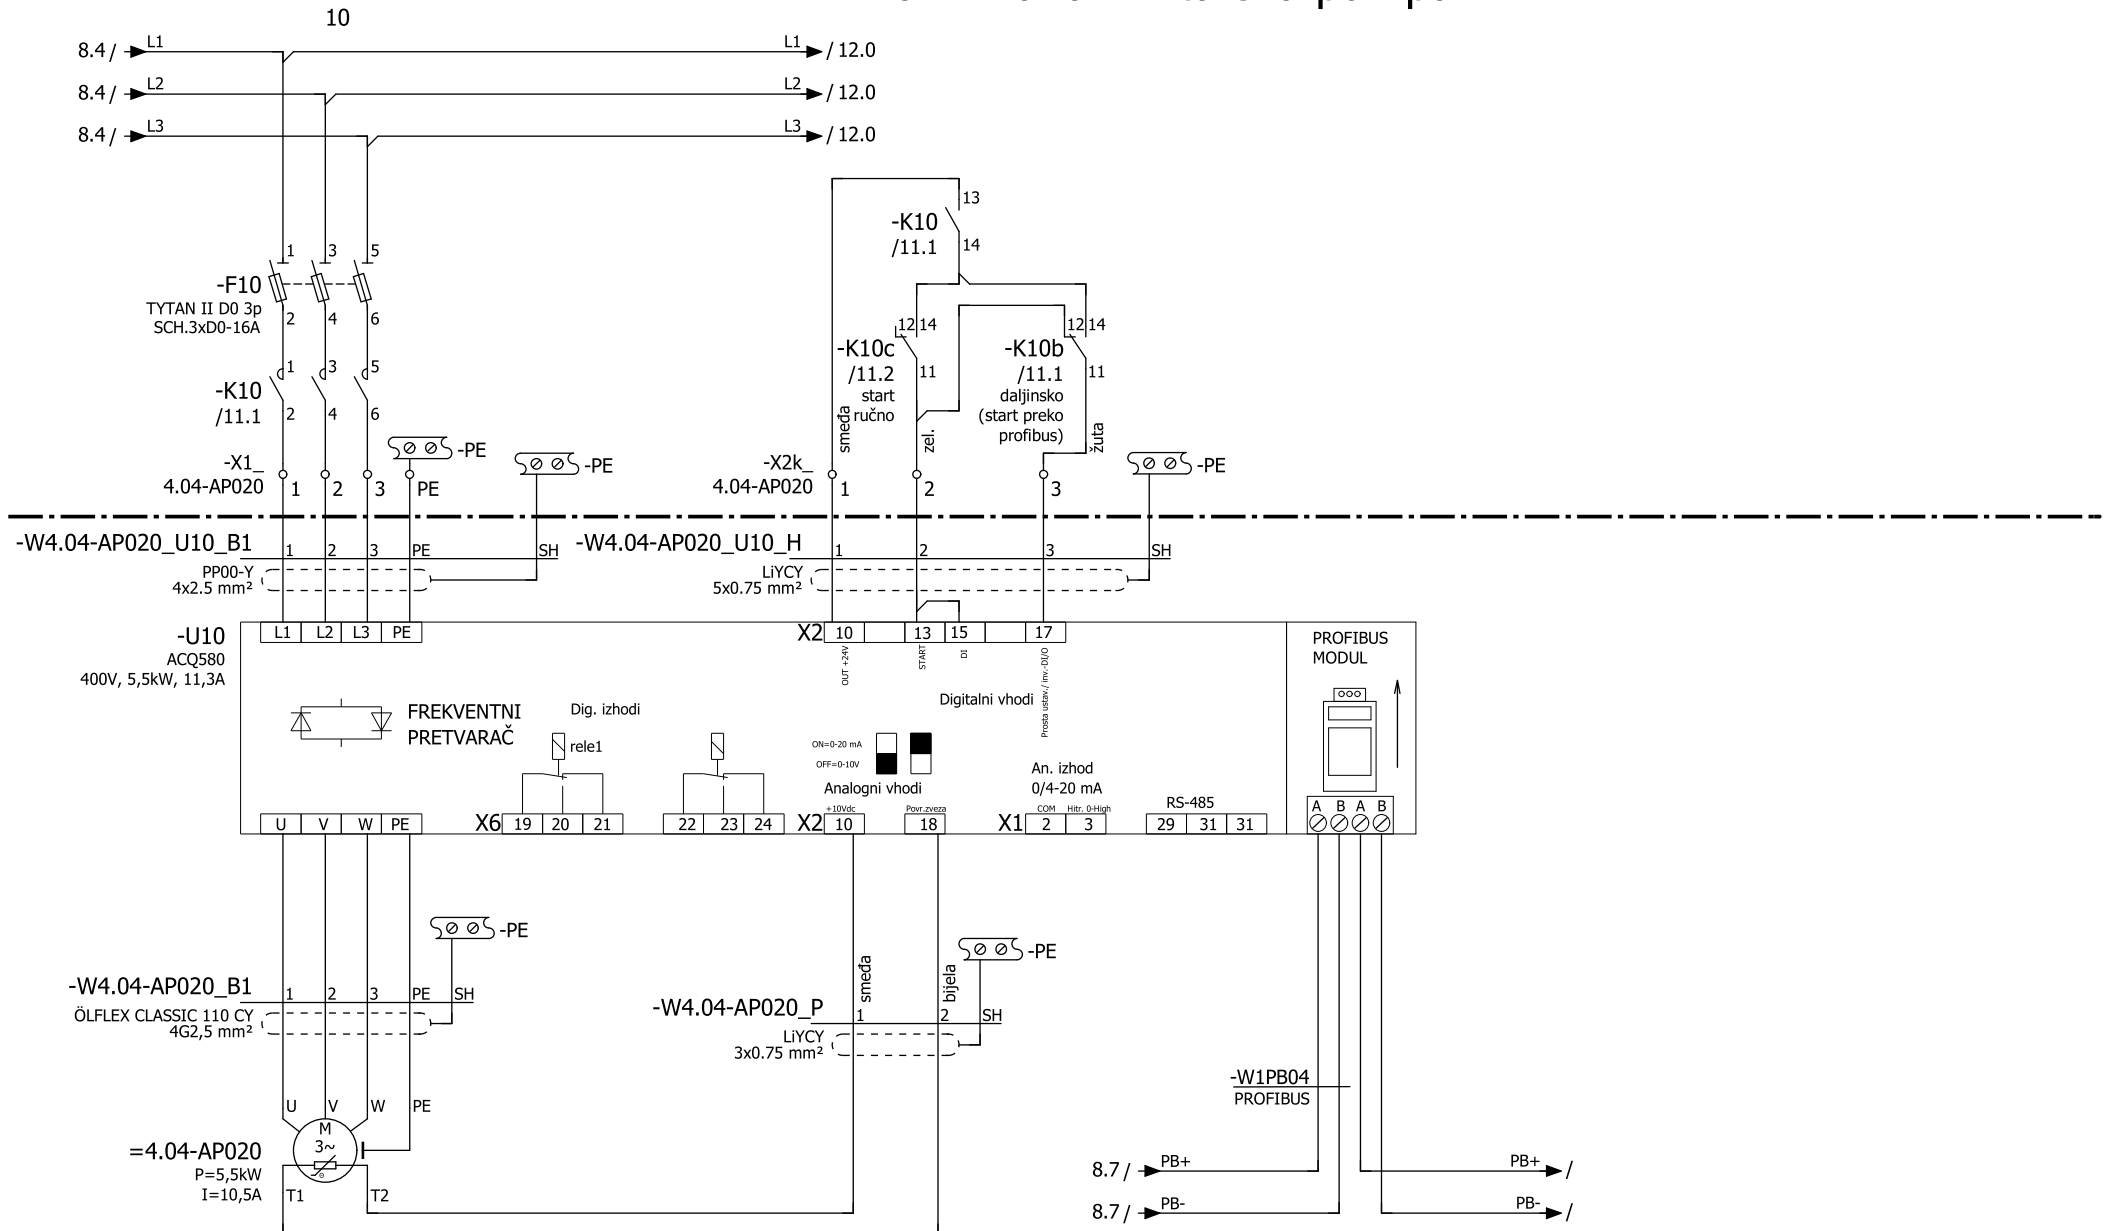 10
8.4 / L1 L1 / 12.0
8.4 / L2 L2 / 12.0
8.4 / L3 L3 / 12.0
13
-K10
/11.1
14
1 3 5
-F10
TYTAN II D0 3p
SCH.3xD0-16A
2 4 6
12 14
12 14
-K10c
/11.2
11
start
ručno
-K10b
/11.1
11
daljinsko
(start preko
profibus)
1 3 5
-K10
/11.1
2 4 6
smeđa
zel.
žuta
-PE
-PE
-PE
-X1_
4.04-AP020
1 2 3 PE
-X2k_
4.04-AP020
1 2 3
-W4.04-AP020_U10_B1
1 2 3 PE SH
PP00-Y
4x2.5 mm²
-W4.04-AP020_U10_H
1 2 3 SH
LiYCY
5x0.75 mm²
-U10
ACQ580
400V, 5,5kW, 11,3A
L1 L2 L3 PE
X2 10 13 15 17
OUT +24V
START
DI
Prosta ustav./ inv.-DI/O
PROFIBUS
MODUL
Digitalni vhodi
FREKVENTNI
PRETVARAČ
Dig. izhodi
rele1
ON=0-20 mA
OFF=0-10V
Analogni vhodi
An. izhod
0/4-20 mA
+10Vdc
Povr.zveza
COM Hitr. 0-High
RS-485
A B A B
U V W PE
X6 19 20 21
22 23 24
X2 10 18
X1 2 3
29 31 31
-PE
-PE
smeđa
bijela
-W4.04-AP020_B1
1 2 3 PE SH
ÖLFLEX CLASSIC 110 CY
4G2,5 mm²
-W4.04-AP020_P
1 2 SH
LiYCY
3x0.75 mm²
-W1PB04
PROFIBUS
U V W PE
M
3~
=4.04-AP020
P=5,5kW
I=10,5A
T1 T2
8.7 / PB+ PB+ /
8.7 / PB- PB- /